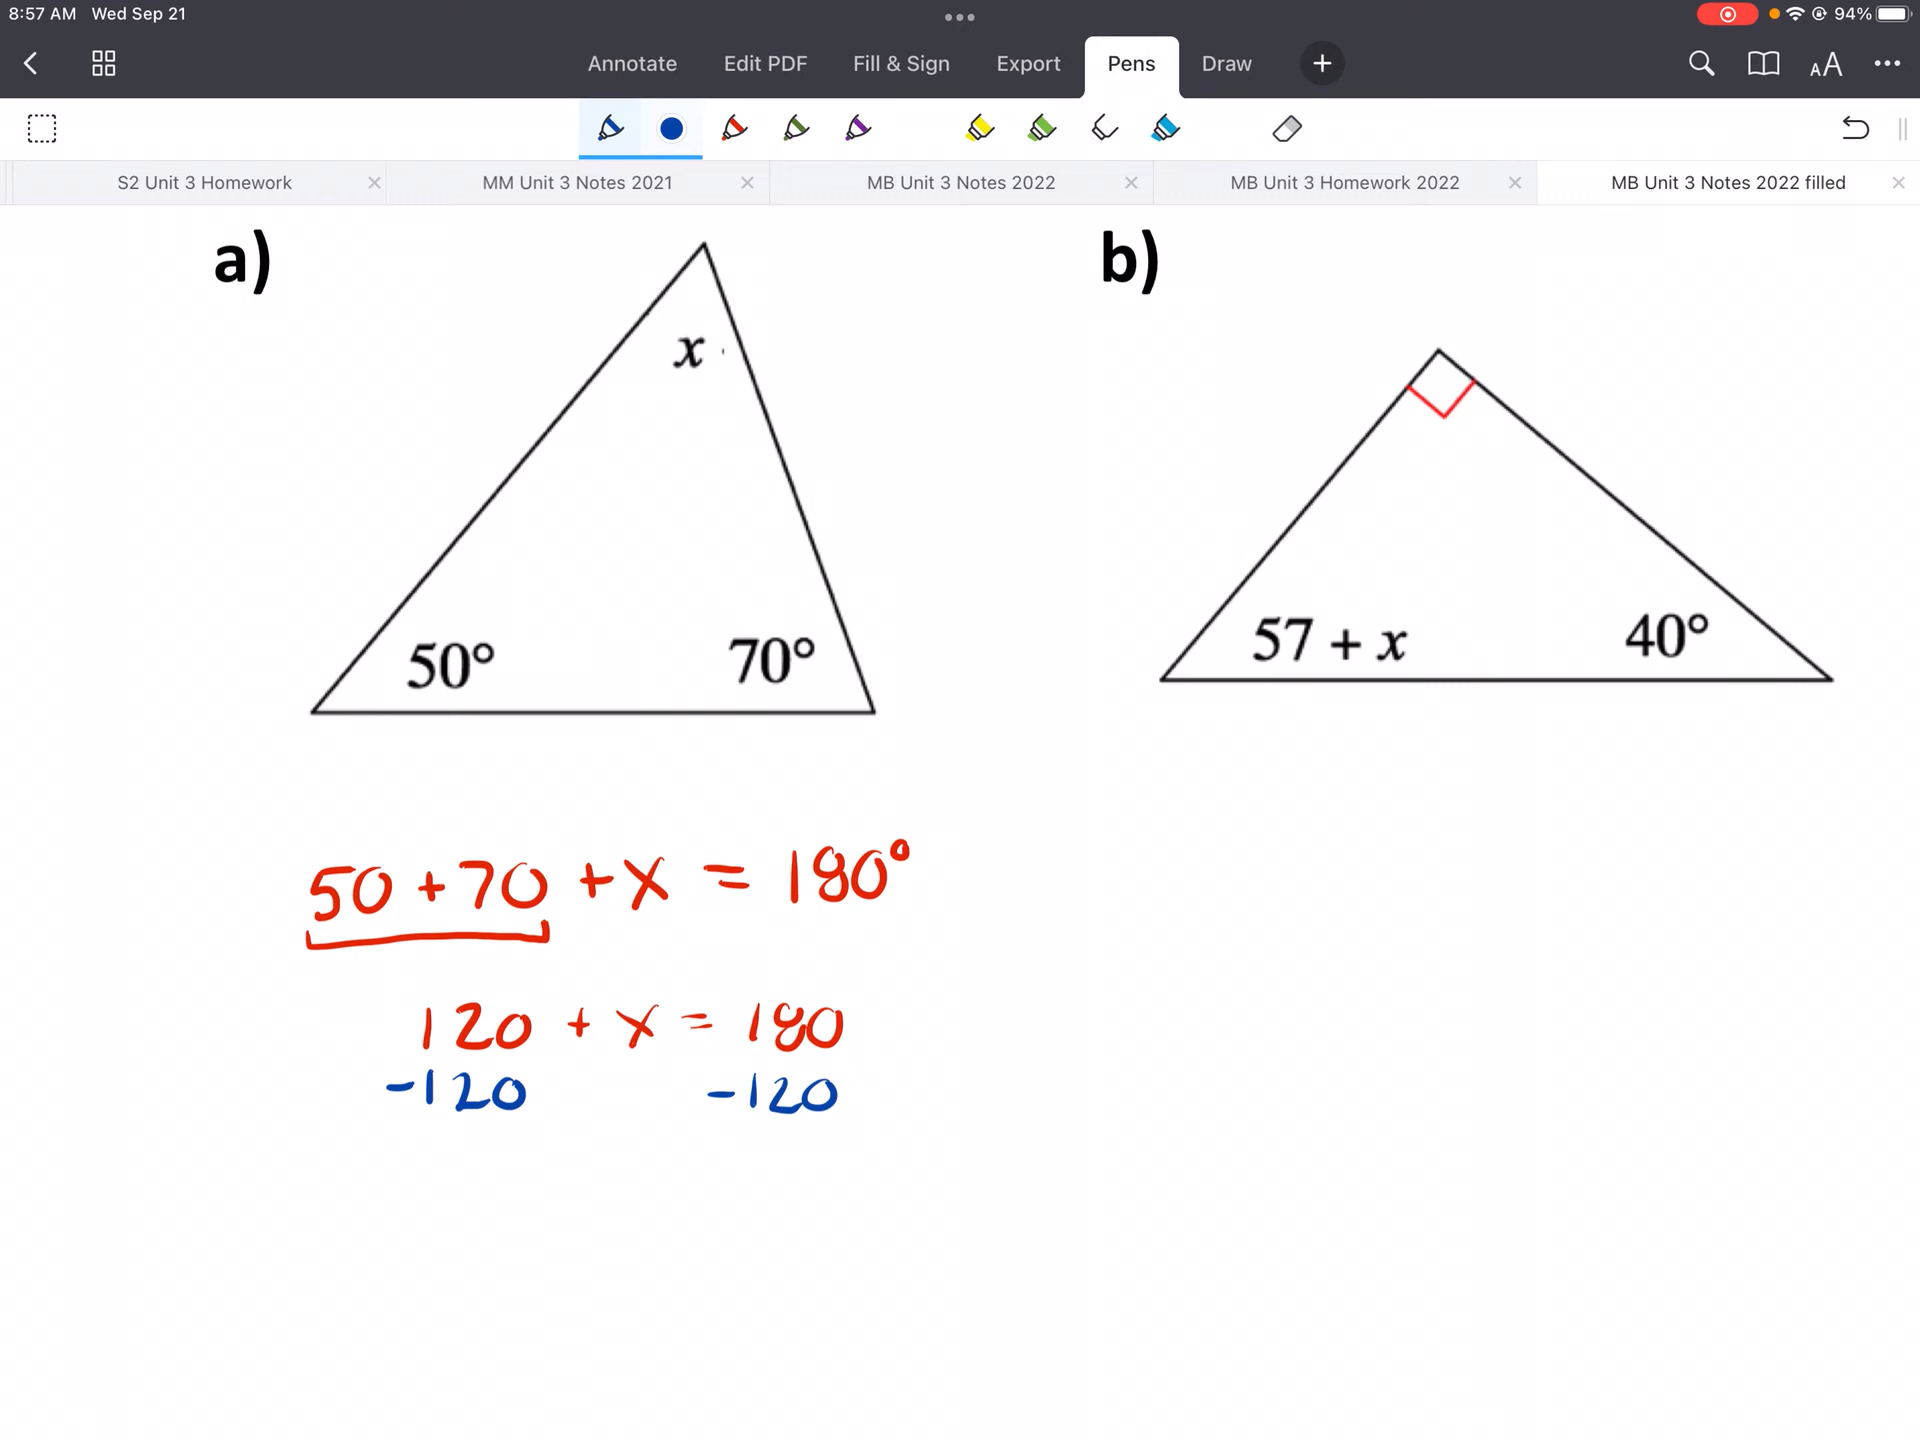 8:57 AM Wed Sep 21
94%
Annotate Edit PDF Fill & Sign Export Pens Draw
AA
S2 Unit 3 Homework MM Unit 3 Notes 2021 MB Unit 3 Notes 2022 MB Unit 3 Homework 2022 MB Unit 3 Notes 2022 filled
a)
x
50° 70°
50 + 70 + x = 180°
120 + x = 180
-120 -120
b)
57 + x 40°